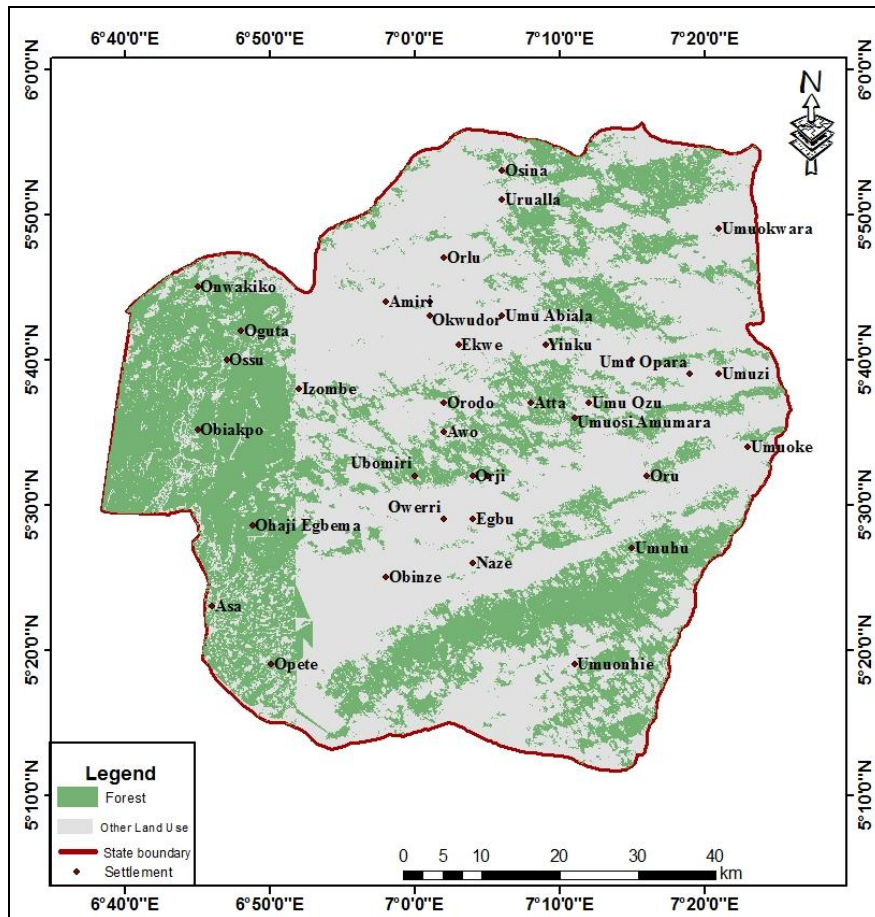 6°40'0"E 6°50'0"E 7°0'0"E 7°10'0"E 7°20'0"E
6°0'0"N 6°0'0"N
N
Osina
Urualla
5°50'0"N 5°50'0"N
Umuokwara
Orlu
Onwakiko
Amiri
Okwudor Umu Abiala
Oguta
Ekwe Yinku
5°40'0"N 5°40'0"N
Ossu Umu Opara
Umuzi
Izombe
Orodo Atta Umu Ozu
Umuosi Amumara
Obiakpo Awo
Umuoke
Ubomiri
Orji Oru
5°30'0"N 5°30'0"N
Owerri
Ohaji Egbema Egbu
Umuhu
Naze
Obinze
Asa
5°20'0"N 5°20'0"N
Opete Umuonhie
5°10'0"N 5°10'0"N
Legend
Forest
Other Land Use
State boundary
Settlement
0 5 10 20 30 40
km
6°40'0"E 6°50'0"E 7°0'0"E 7°10'0"E 7°20'0"E